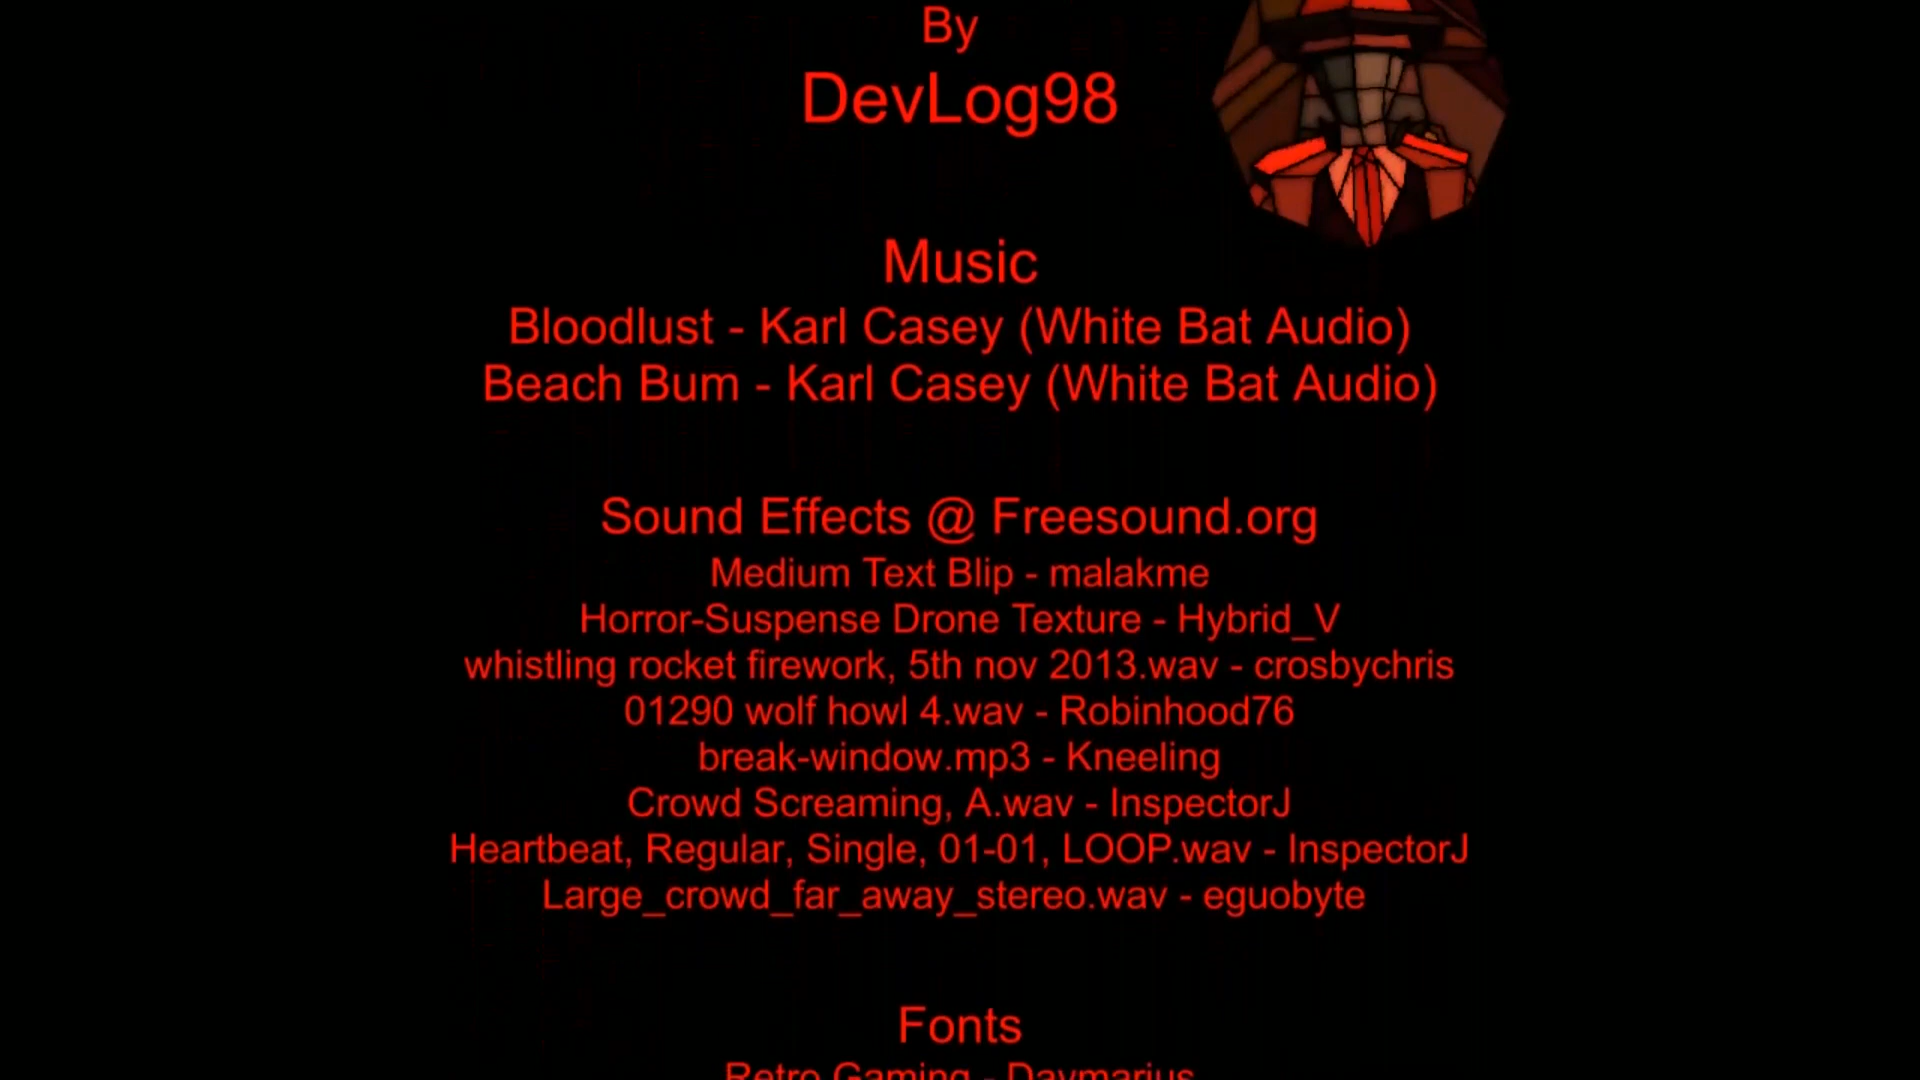 By
DevLog98
Music
Bloodlust - Karl Casey (White Bat Audio)
Beach Bum - Karl Casey (White Bat Audio)
Sound Effects @ Freesound.org
Medium Text Blip - malakme
Horror-Suspense Drone Texture - Hybrid_V
whistling rocket firework, 5th nov 2013.wav - crosbychris
01290 wolf howl 4.wav - Robinhood76
break-window.mp3 - Kneeling
Crowd Screaming, A.wav - InspectorJ
Heartbeat, Regular, Single, 01-01, LOOP.wav - InspectorJ
Large_crowd_far_away_stereo.wav - eguobyte
Fonts
Retro Gaming - Daymarius